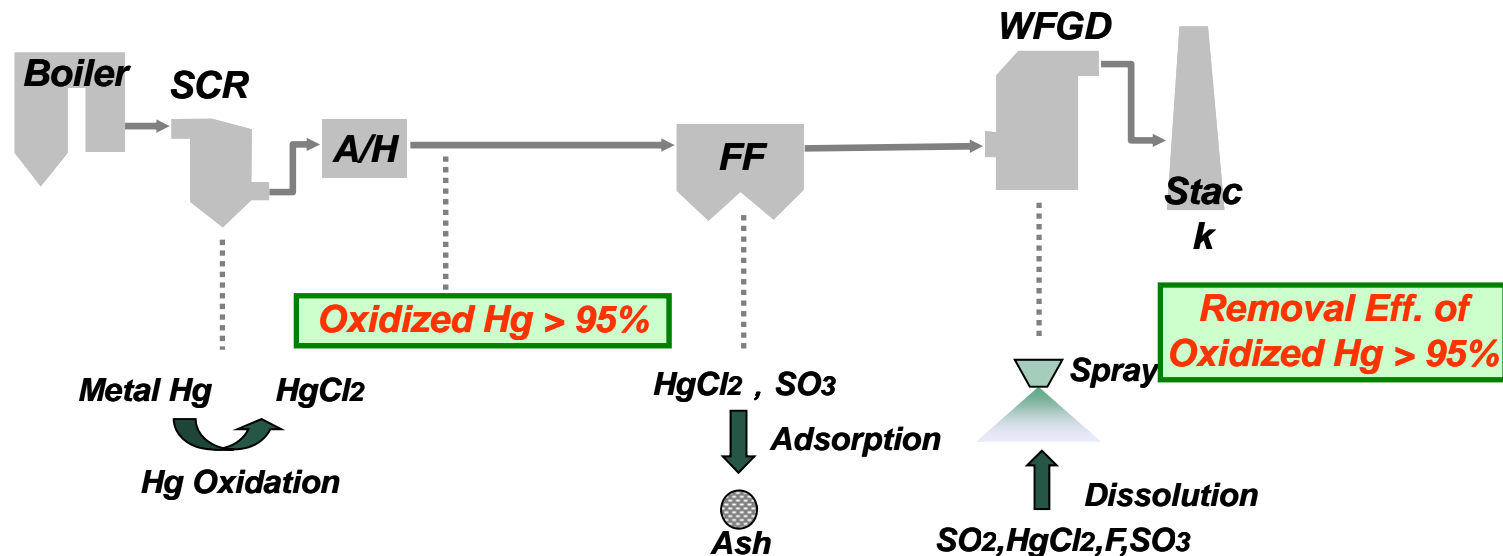 Boiler
SCR
A/H
FF
WFGD
Stac
k
Oxidized Hg > 95%
Removal Eff. of
Oxidized Hg > 95%
Metal Hg
HgCl2
Hg Oxidation
HgCl2 , SO3
Adsorption
Ash
Spray
Dissolution
SO2,HgCl2,F,SO3